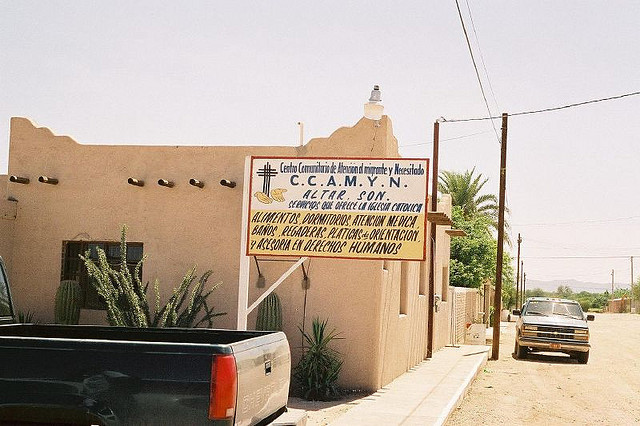 Centro Comunitario de Atencion al migrante y Necesitado
C.C.A.M.Y.N.
ALTAR, SON.
SERVICIOS QUE OFRECE LA IGLESIA CATOLICA
ALIMENTOS, DORMITORIOS, ATENCION MEDICA,
BAÑOS, REGADERAS, PLATICAS de ORIENTACION,
Y ASESORIA EN DERECHOS HUMANOS